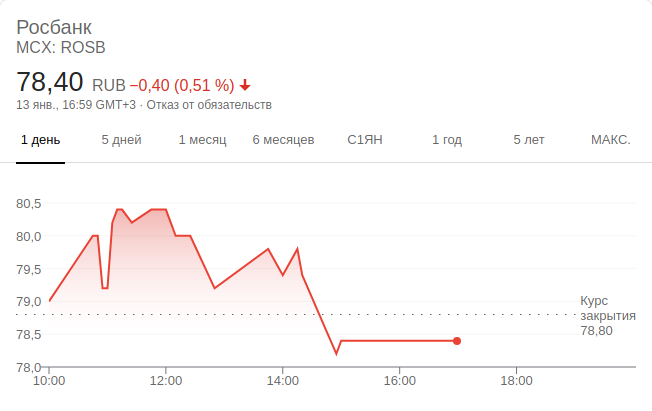 Росбанк
MCX: ROSB
78,40 RUB −0,40 (0,51 %)
13 янв., 16:59 GMT+3 · Отказ от обязательств
1 день 5 дней 1 месяц 6 месяцев С1ЯН 1 год 5 лет МАКС.
80,5
80,0
79,5
79,0
78,5
78,0
Курс
закрытия
78,80
10:00 12:00 14:00 16:00 18:00